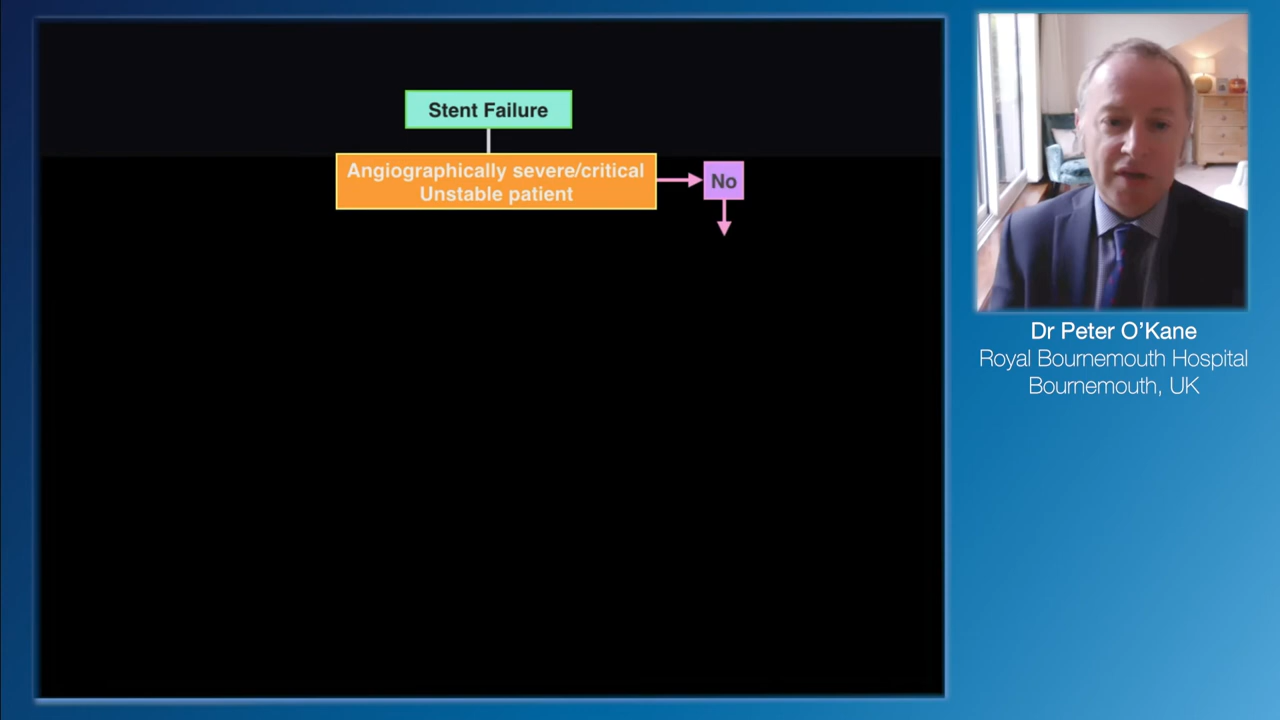 Stent Failure
Angiographically severe/critical
Unstable patient
No
Dr Peter O’Kane
Royal Bournemouth Hospital
Bournemouth, UK